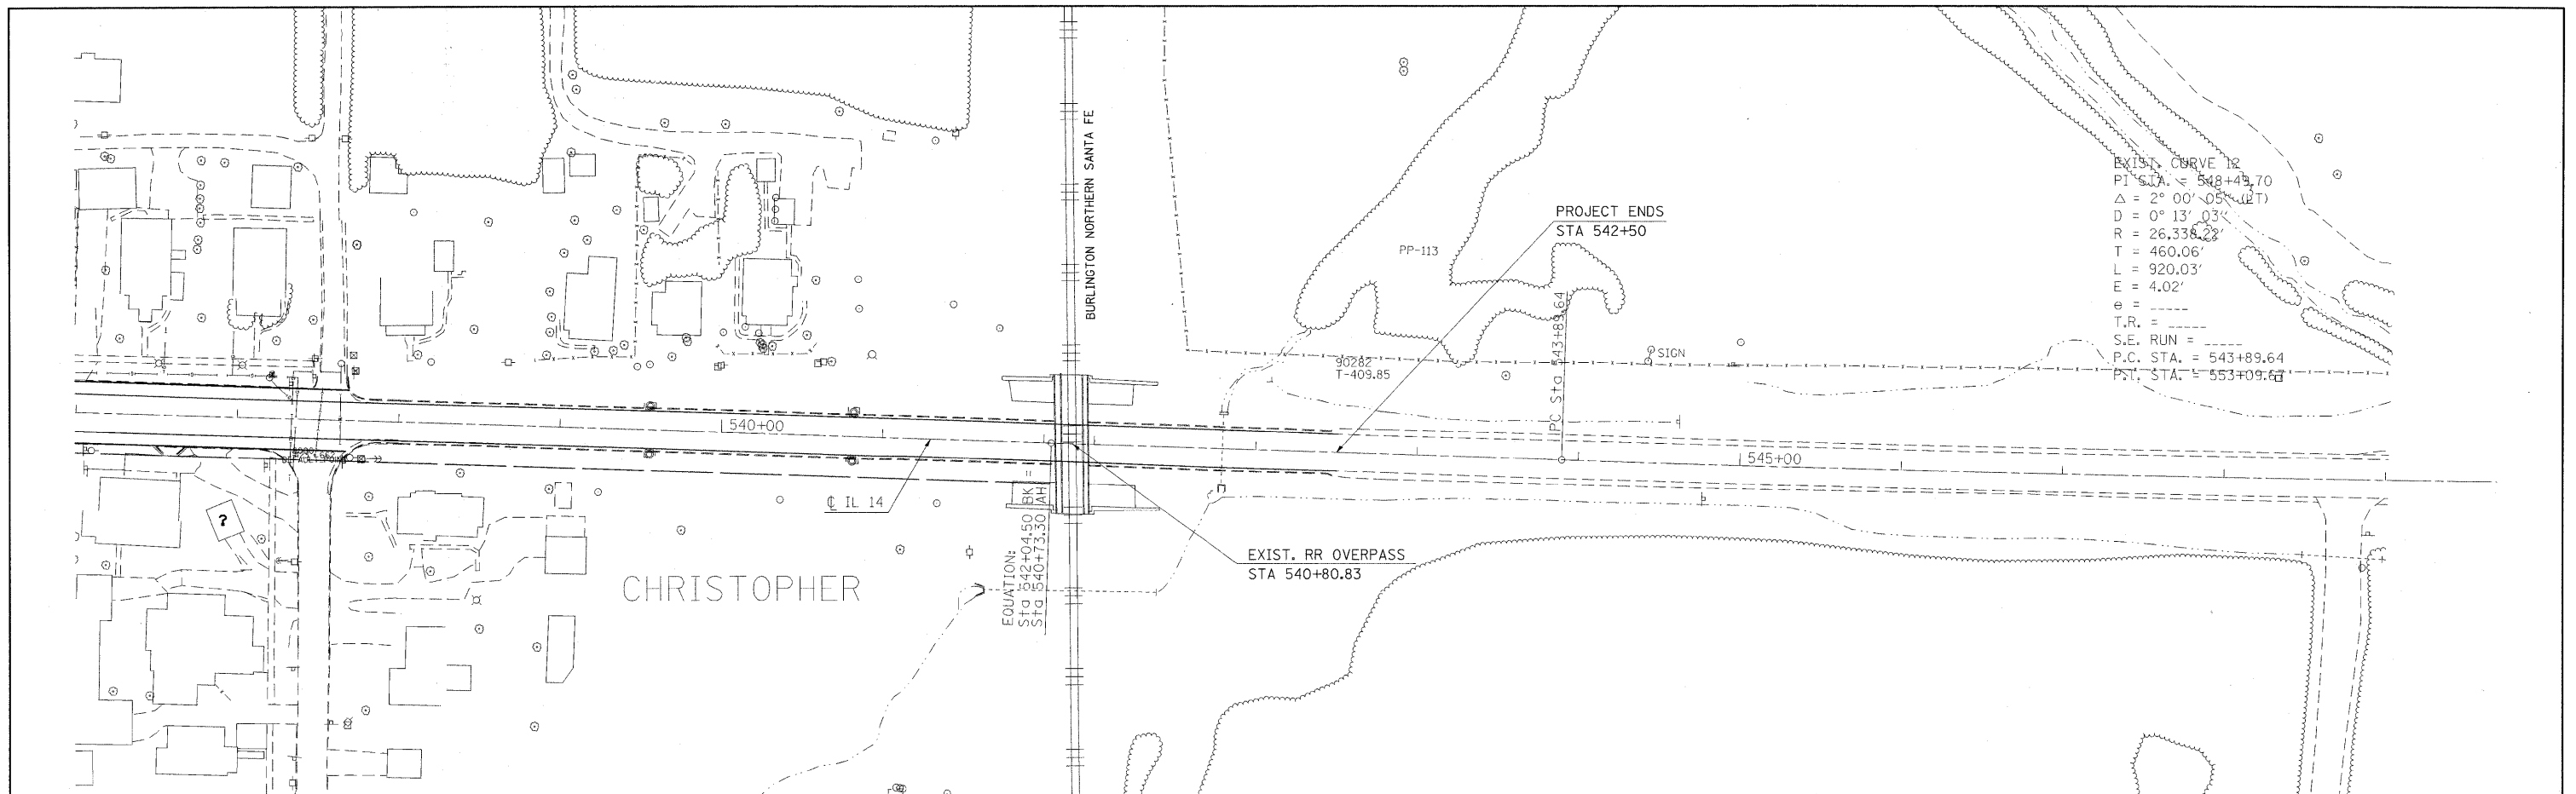 BURLINGTON NORTHERN SANTA FE
PROJECT ENDS
STA 542+50
PP-113
EXIST. CURVE 12
PI STA. = 548+49.70
Δ = 2° 00' 05" (LT)
D = 0° 13' 03"
R = 26,338.22'
T = 460.06'
L = 920.03'
E = 4.02'
e = -----
T.R. = -----
S.E. RUN = -----
P.C. STA. = 543+89.64
P.T. STA. = 553+09.67
PC Sta 543+89.64
SIGN
90282
T-409.85
540+00
545+00
℄ IL 14
EXIST. RR OVERPASS
STA 540+80.83
EQUATION:
Sta 542+04.50 BK =
Sta 540+73.30 AH
?
CHRISTOPHER